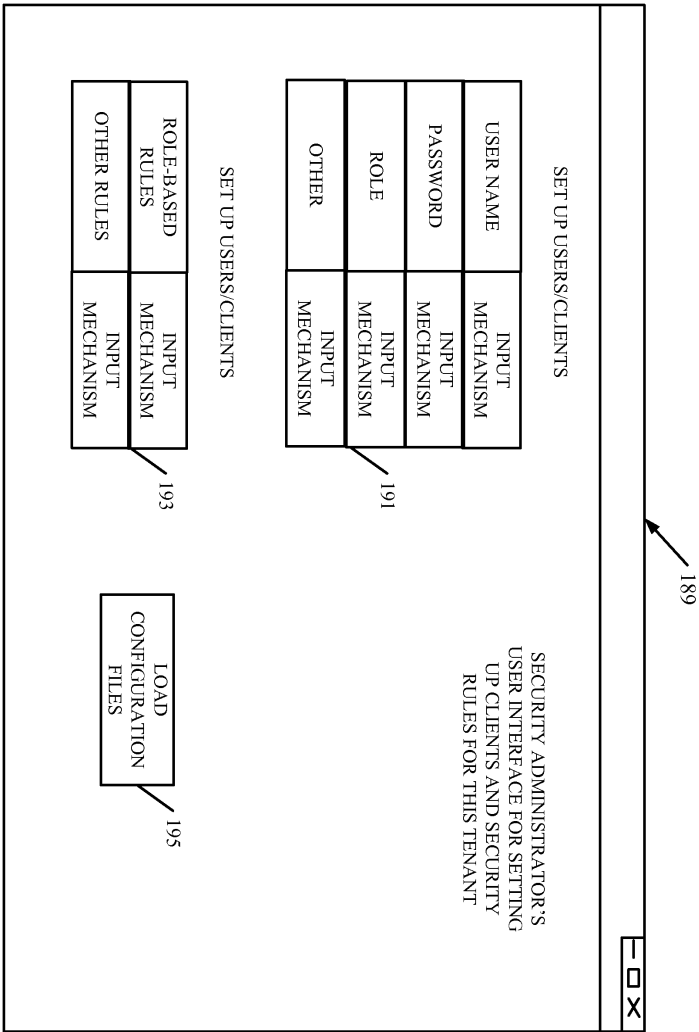 189
SET UP USERS/CLIENTS
USER NAME
INPUT
MECHANISM
PASSWORD
INPUT
MECHANISM
ROLE
INPUT
MECHANISM
OTHER
INPUT
MECHANISM
191
SECURITY ADMINISTRATOR'S
USER INTERFACE FOR SETTING
UP CLIENTS AND SECURITY
RULES FOR THIS TENANT
SET UP USERS/CLIENTS
ROLE-BASED
RULES
INPUT
MECHANISM
OTHER RULES
INPUT
MECHANISM
193
LOAD
CONFIGURATION
FILES
195